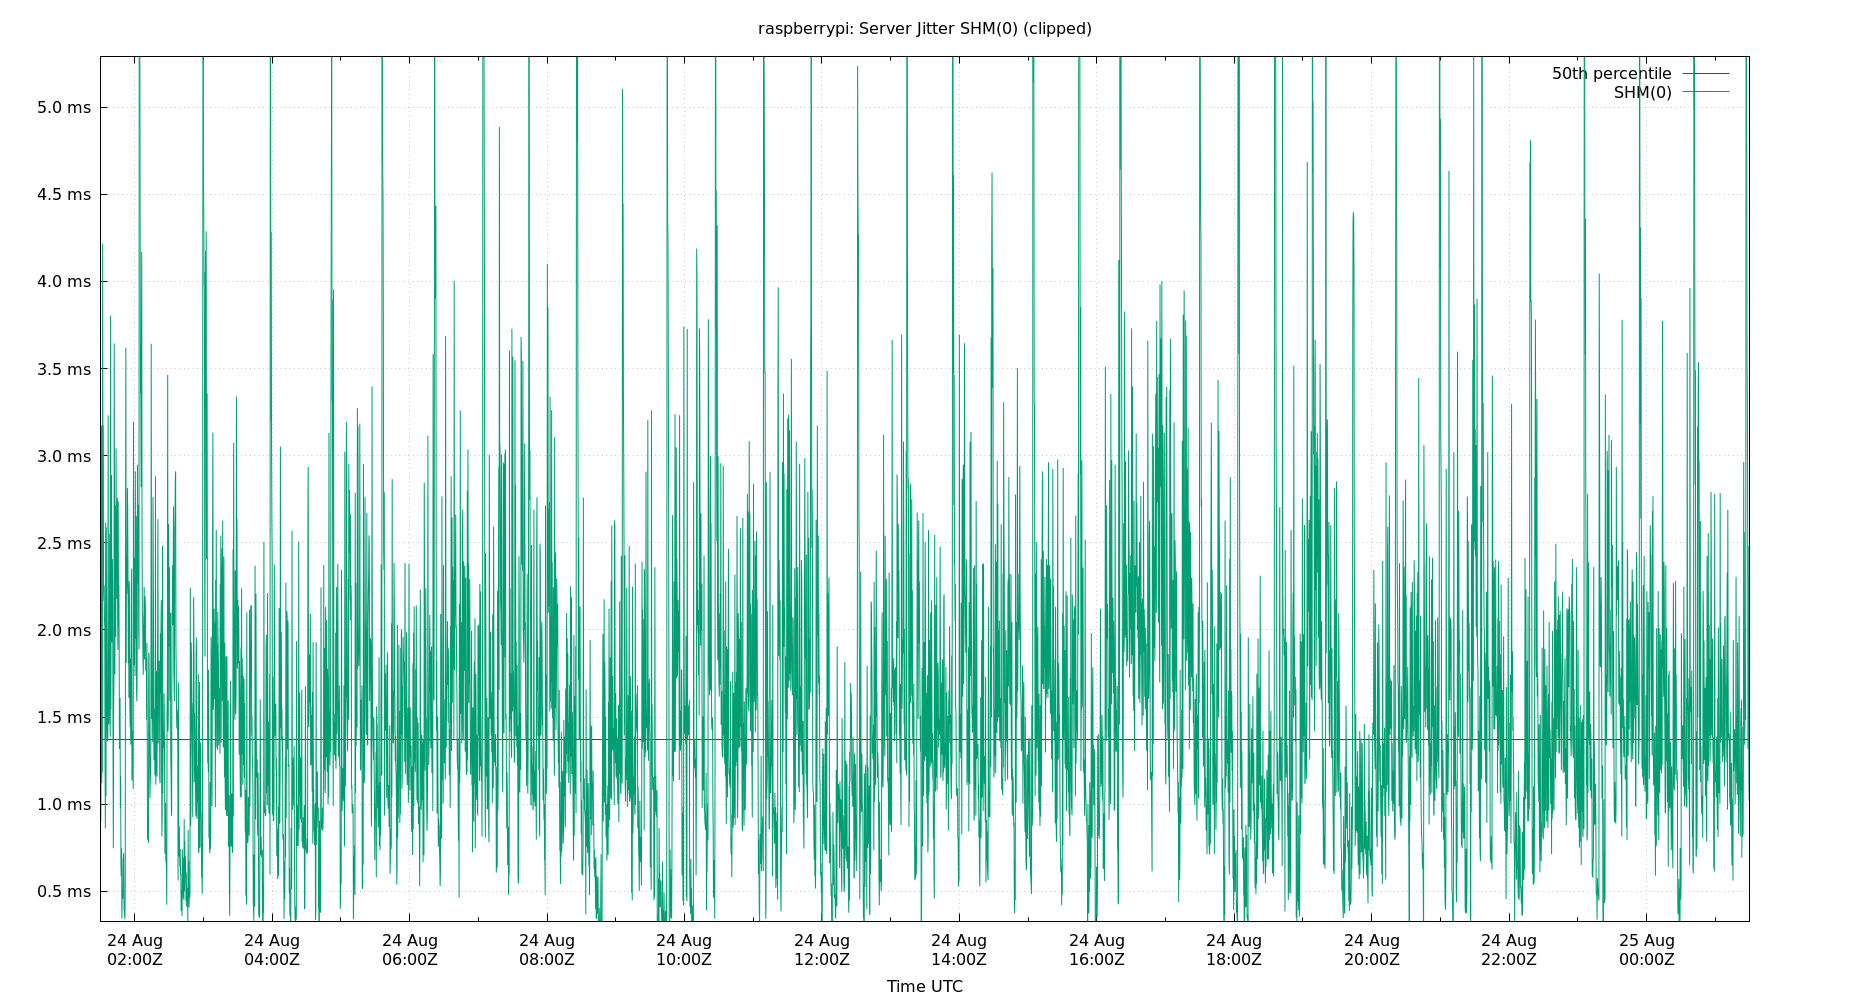 raspberrypi: Server Jitter SHM(0) (clipped)
50th percentile
SHM(0)
5.0 ms
4.5 ms
4.0 ms
3.5 ms
3.0 ms
2.5 ms
2.0 ms
1.5 ms
1.0 ms
0.5 ms
24 Aug 24 Aug 24 Aug 24 Aug 24 Aug 24 Aug 24 Aug 24 Aug 24 Aug 24 Aug 24 Aug 25 Aug
02:00Z 04:00Z 06:00Z 08:00Z 10:00Z 12:00Z 14:00Z 16:00Z 18:00Z 20:00Z 22:00Z 00:00Z
Time UTC